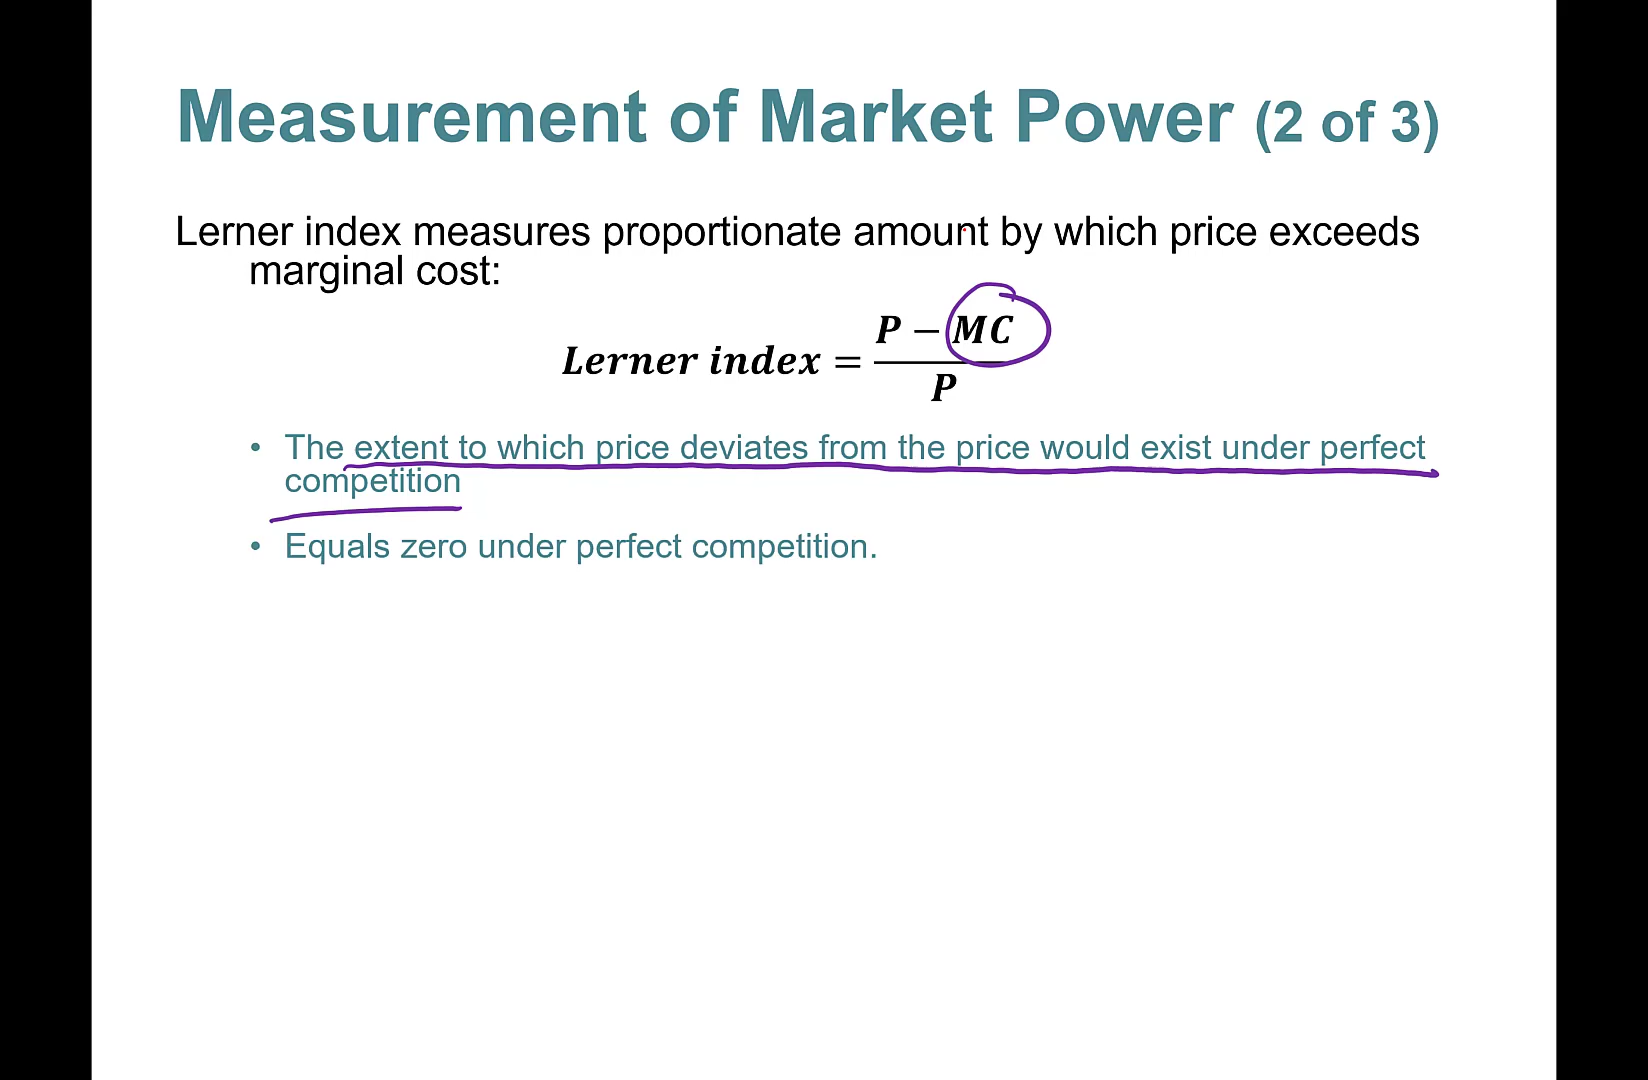 Measurement of Market Power (2 of 3)
Lerner index measures proportionate amount by which price exceeds
marginal cost:
Lerner index = \frac{P - MC}{P}
• The extent to which price deviates from the price would exist under perfect
competition
• Equals zero under perfect competition.